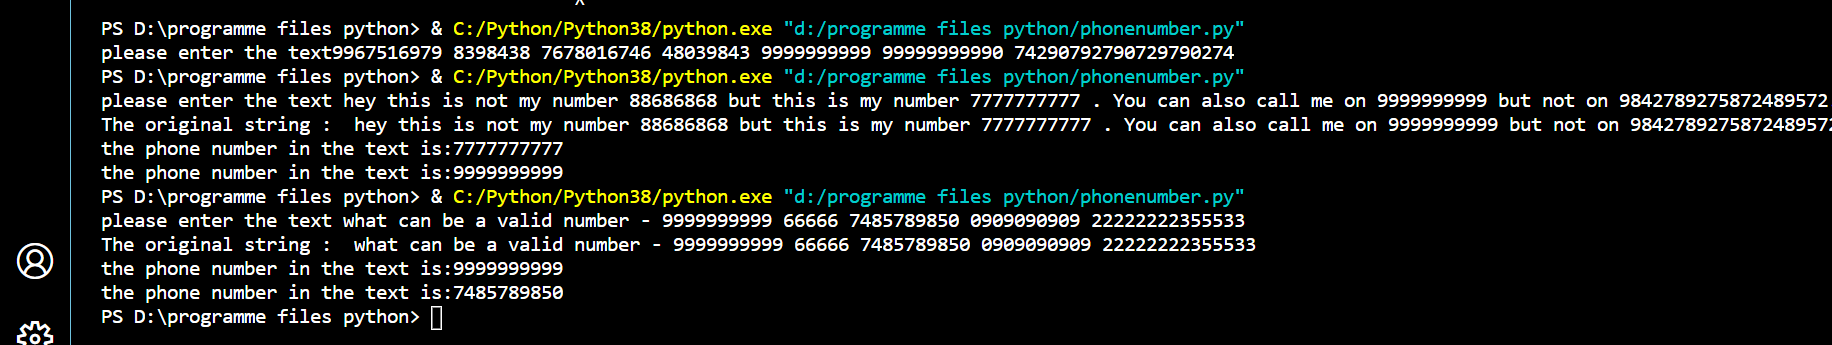 PS D:\programme files python> & C:/Python/Python38/python.exe "d:/programme files python/phonenumber.py"
please enter the text9967516979 8398438 7678016746 48039843 9999999999 99999999990 74290792790729790274
PS D:\programme files python> & C:/Python/Python38/python.exe "d:/programme files python/phonenumber.py"
please enter the text hey this is not my number 88686868 but this is my number 7777777777 . You can also call me on 9999999999 but not on 9842789275872489572
The original string :  hey this is not my number 88686868 but this is my number 7777777777 . You can also call me on 9999999999 but not on 9842789275872489572
the phone number in the text is:7777777777
the phone number in the text is:9999999999
PS D:\programme files python> & C:/Python/Python38/python.exe "d:/programme files python/phonenumber.py"
please enter the text what can be a valid number - 9999999999 66666 7485789850 0909090909 22222222355533
The original string :  what can be a valid number - 9999999999 66666 7485789850 0909090909 22222222355533
the phone number in the text is:9999999999
the phone number in the text is:7485789850
PS D:\programme files python>